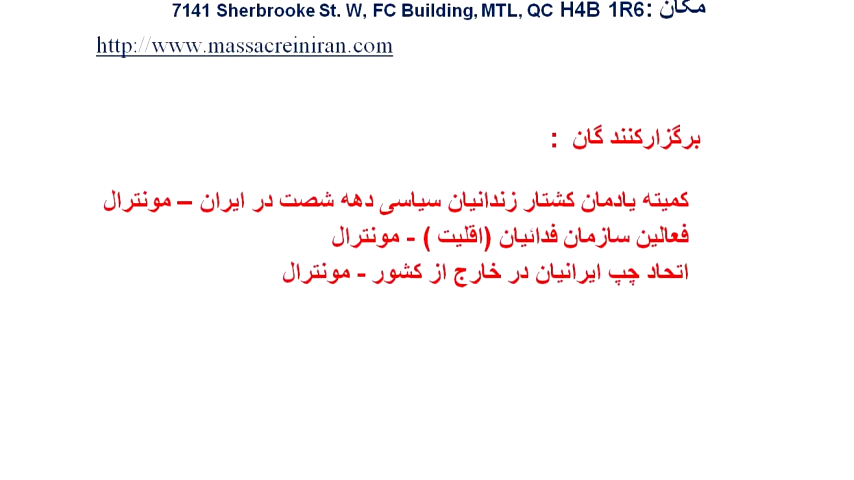 مکان :7141 Sherbrooke St. W, FC Building, MTL, QC H4B 1R6
http://www.massacreiniran.com
برگزارکنند گان :
کمیته یادمان کشتار زندانیان سیاسی دهه شصت در ایران – مونترال
فعالین سازمان فدائیان (اقلیت ) - مونترال
اتحاد چپ ایرانیان در خارج از کشور - مونترال